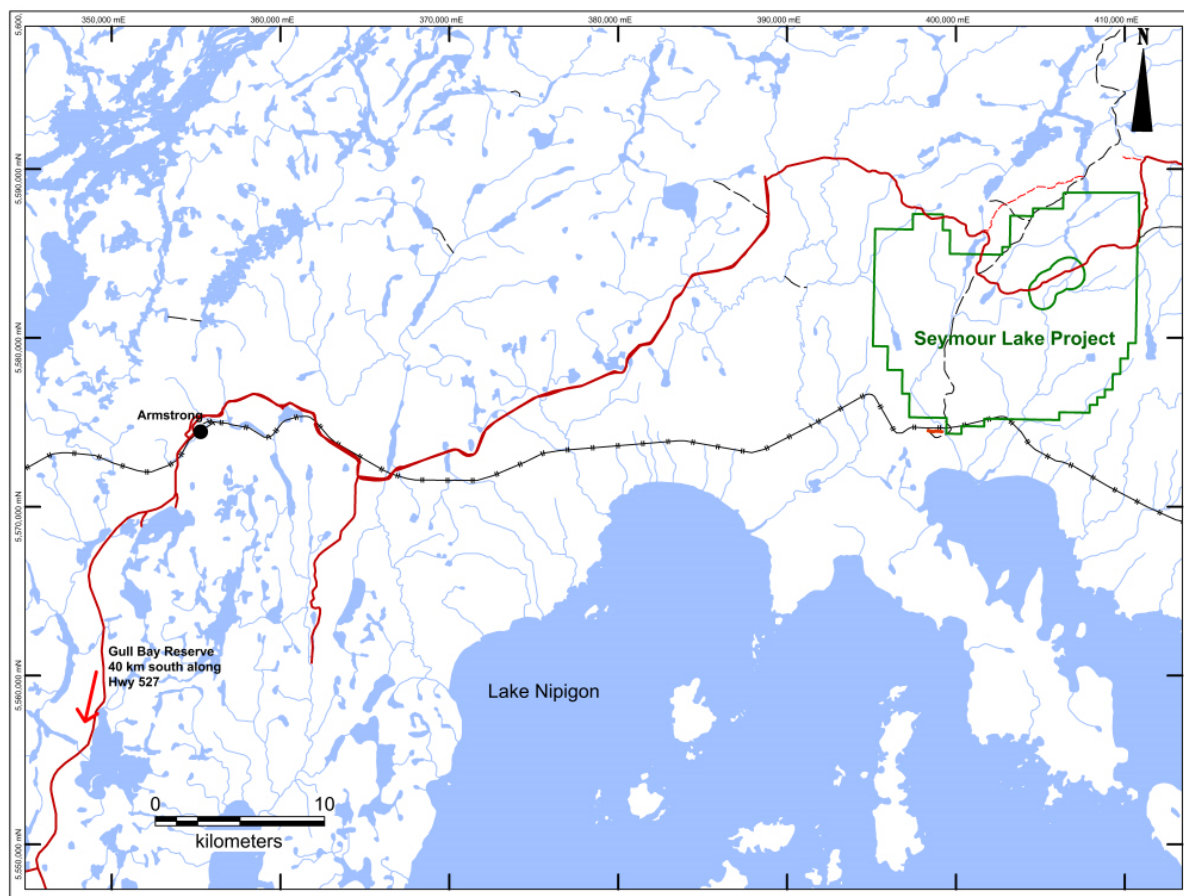 350,000 mE
360,000 mE
370,000 mE
380,000 mE
390,000 mE
400,000 mE
410,000 mE
5,600,
N
5,590,000 mN
5,580,000 mN
Seymour Lake Project
Armstrong
5,570,000 mN
Gull Bay Reserve
40 km south along
Hwy 527
5,560,000 mN
Lake Nipigon
0 10
kilometers
5,550,000 mN